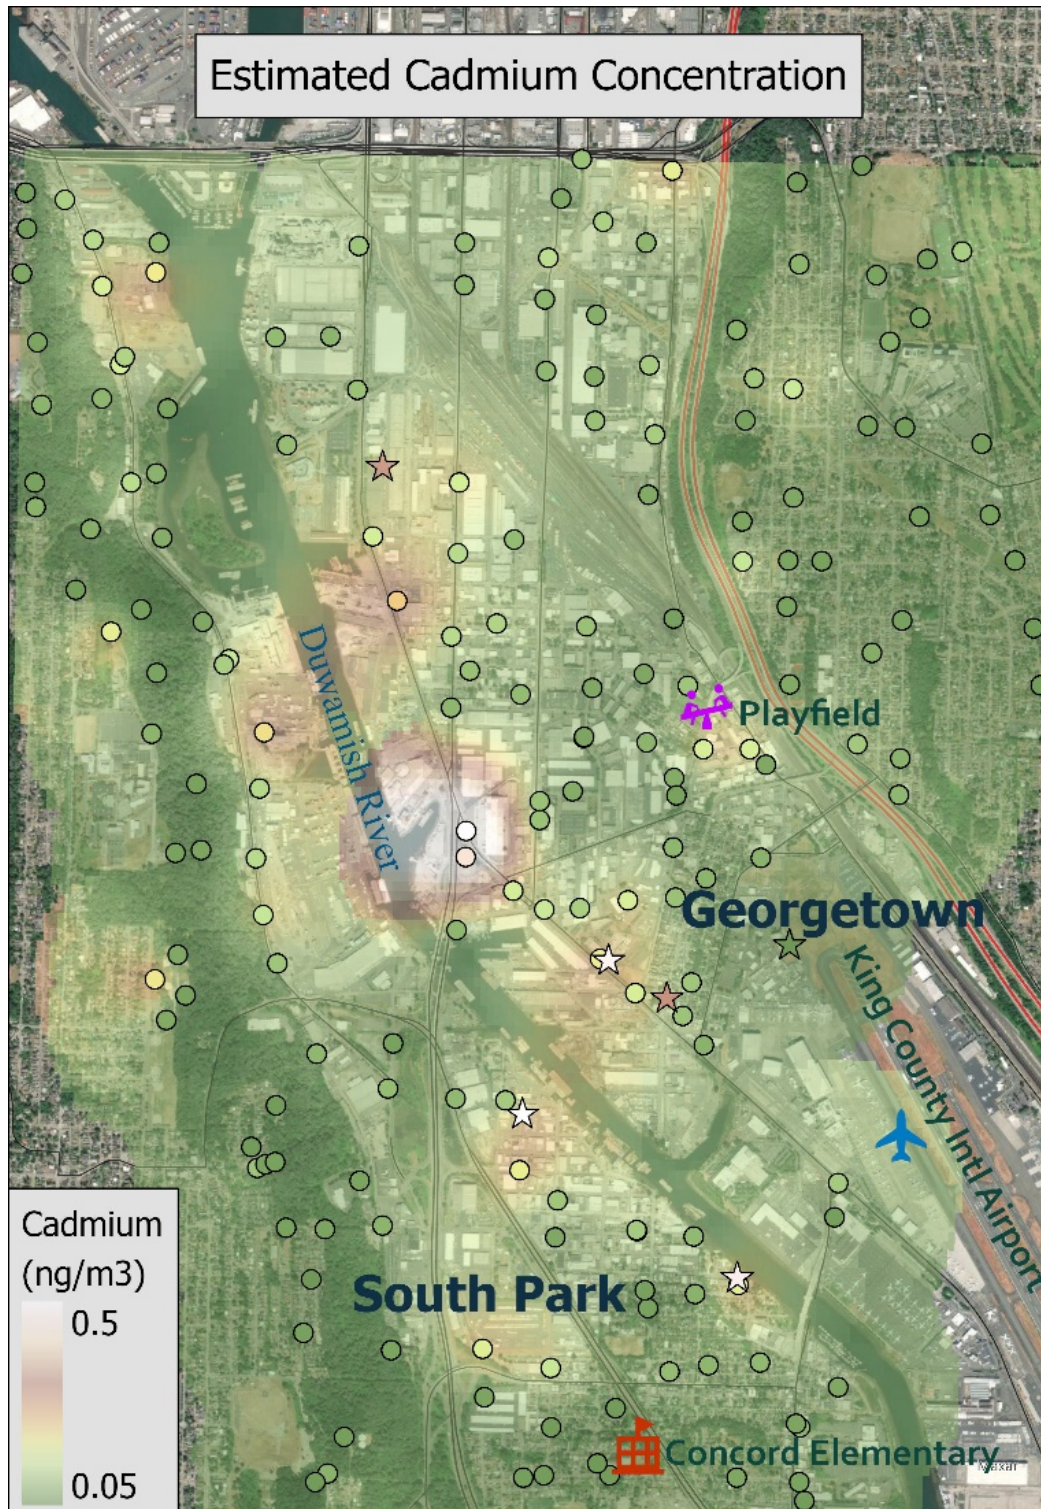 Estimated Cadmium Concentration
Duwamish River
Playfield
Georgetown
King County Intl Airport
South Park
Cadmium
(ng/m3)
0.5
0.05
Concord Elementary
Maxar